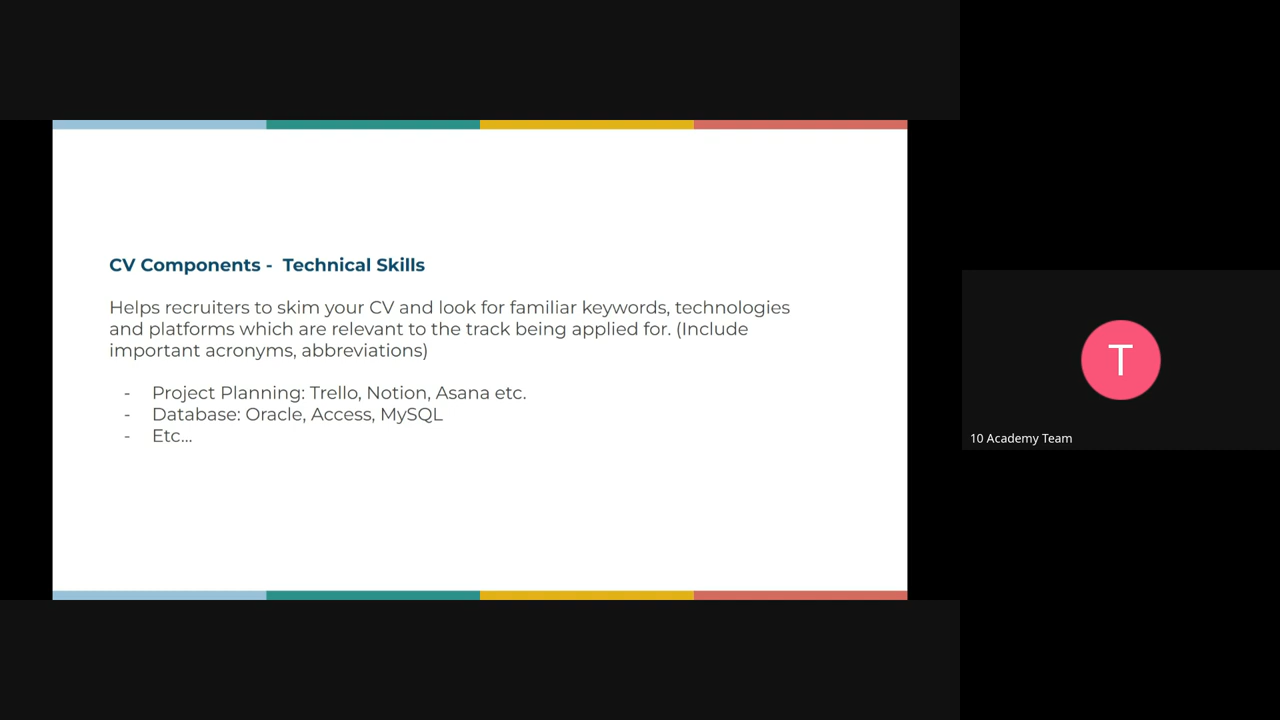 CV Components -  Technical Skills
Helps recruiters to skim your CV and look for familiar keywords, technologies
and platforms which are relevant to the track being applied for. (Include
important acronyms, abbreviations)
- Project Planning: Trello, Notion, Asana etc.
- Database: Oracle, Access, MySQL
- Etc...
T
10 Academy Team